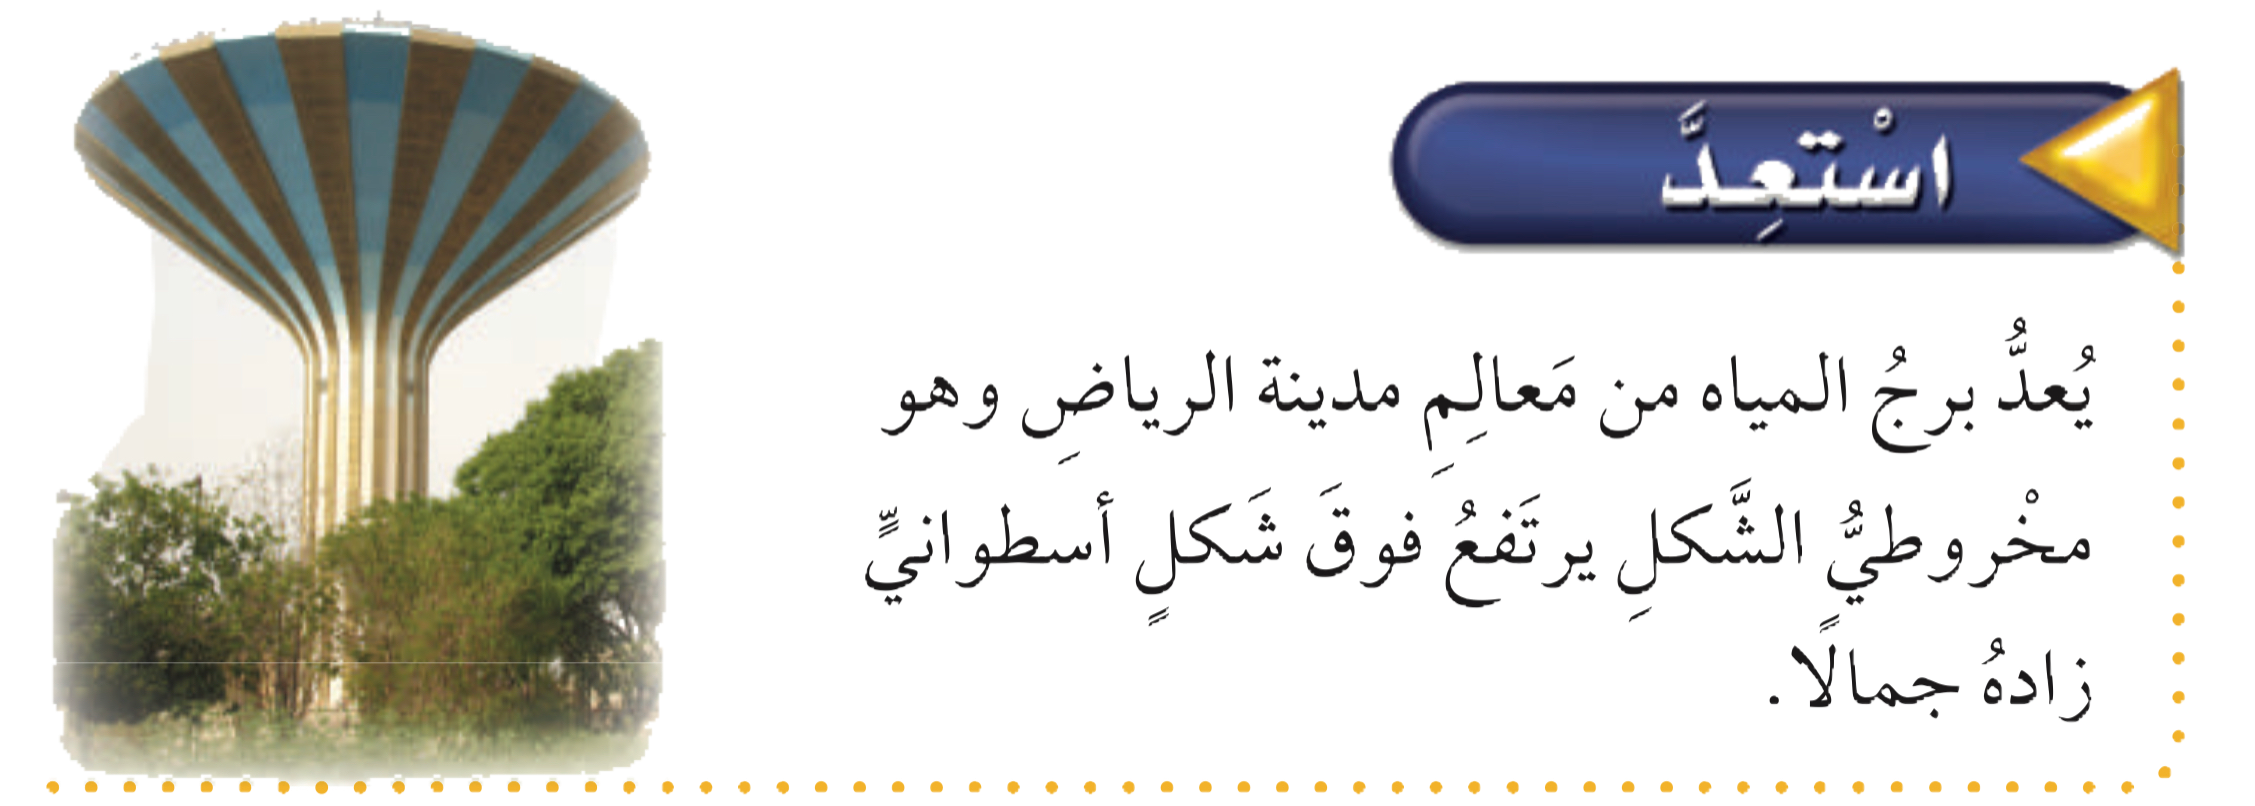 اسْتعِدَّ
يُعدُّ برجُ المياه من مَعالِمِ مدينة الرياضِ وهو
مخْروطيُّ الشَّكلِ يرتَفعُ فوقَ شَكلٍ أسطوانيٍّ
زادهُ جمالًا .